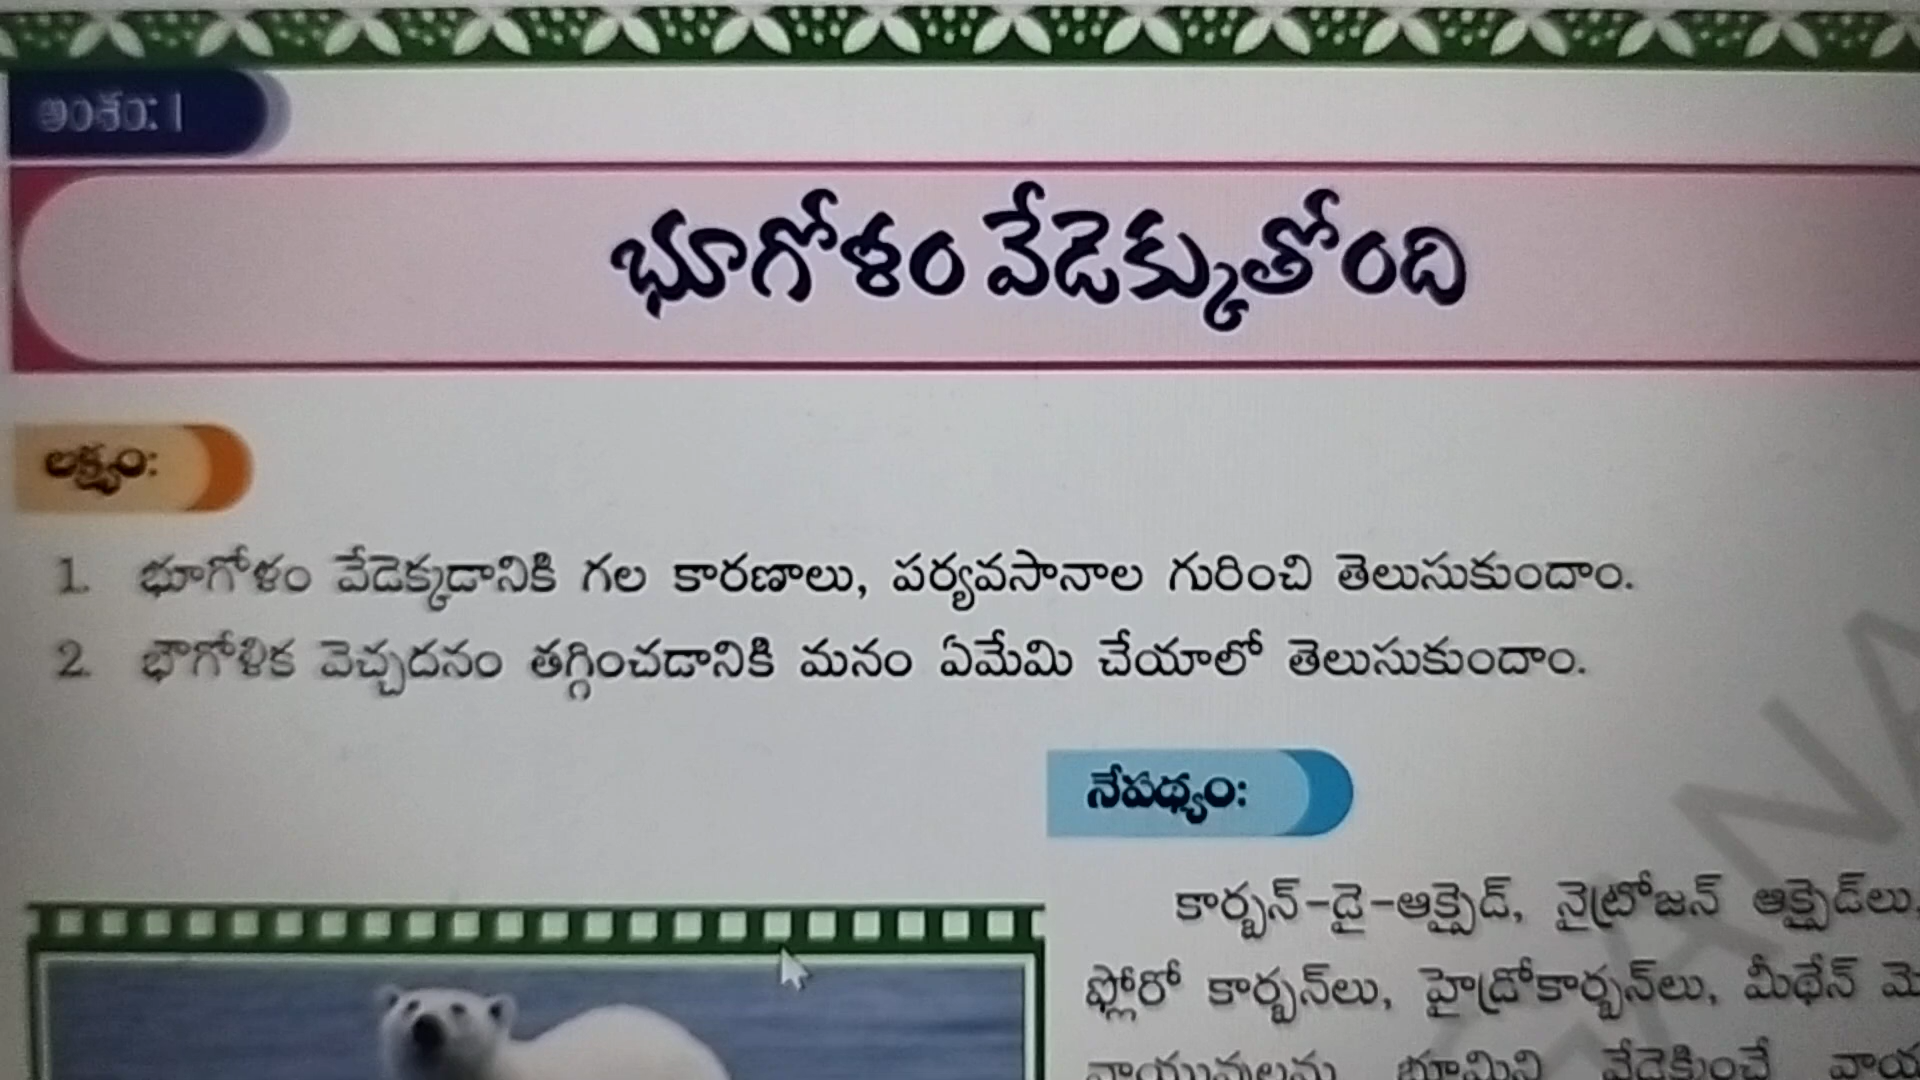 అంశం: 1
భూగోళం వేడెక్కుతోంది
లక్ష్యం:
1. భూగోళం వేడెక్కడానికి గల కారణాలు, పర్యవసానాల గురించి తెలుసుకుందాం.
2. భౌగోళిక వెచ్చదనం తగ్గించడానికి మనం ఏమేమి చేయాలో తెలుసుకుందాం.
నేపథ్యం:
కార్బన్-డై-ఆక్సైడ్, నైట్రోజన్ ఆక్సైడ్‌లు,
ఫ్లోరో కార్బన్‌లు, హైడ్రోకార్బన్‌లు, మీథేన్
వాయువులను భూమిని వేడెక్కించే